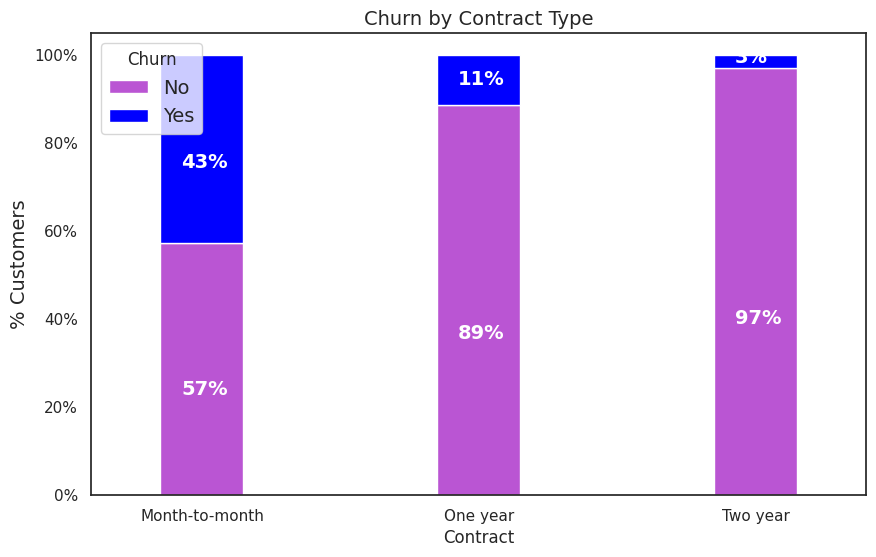 Churn by Contract Type
Churn
No
Yes
100%
80%
60%
40%
20%
0%
% Customers
43%
57%
11%
89%
3%
97%
Month-to-month
One year
Two year
Contract